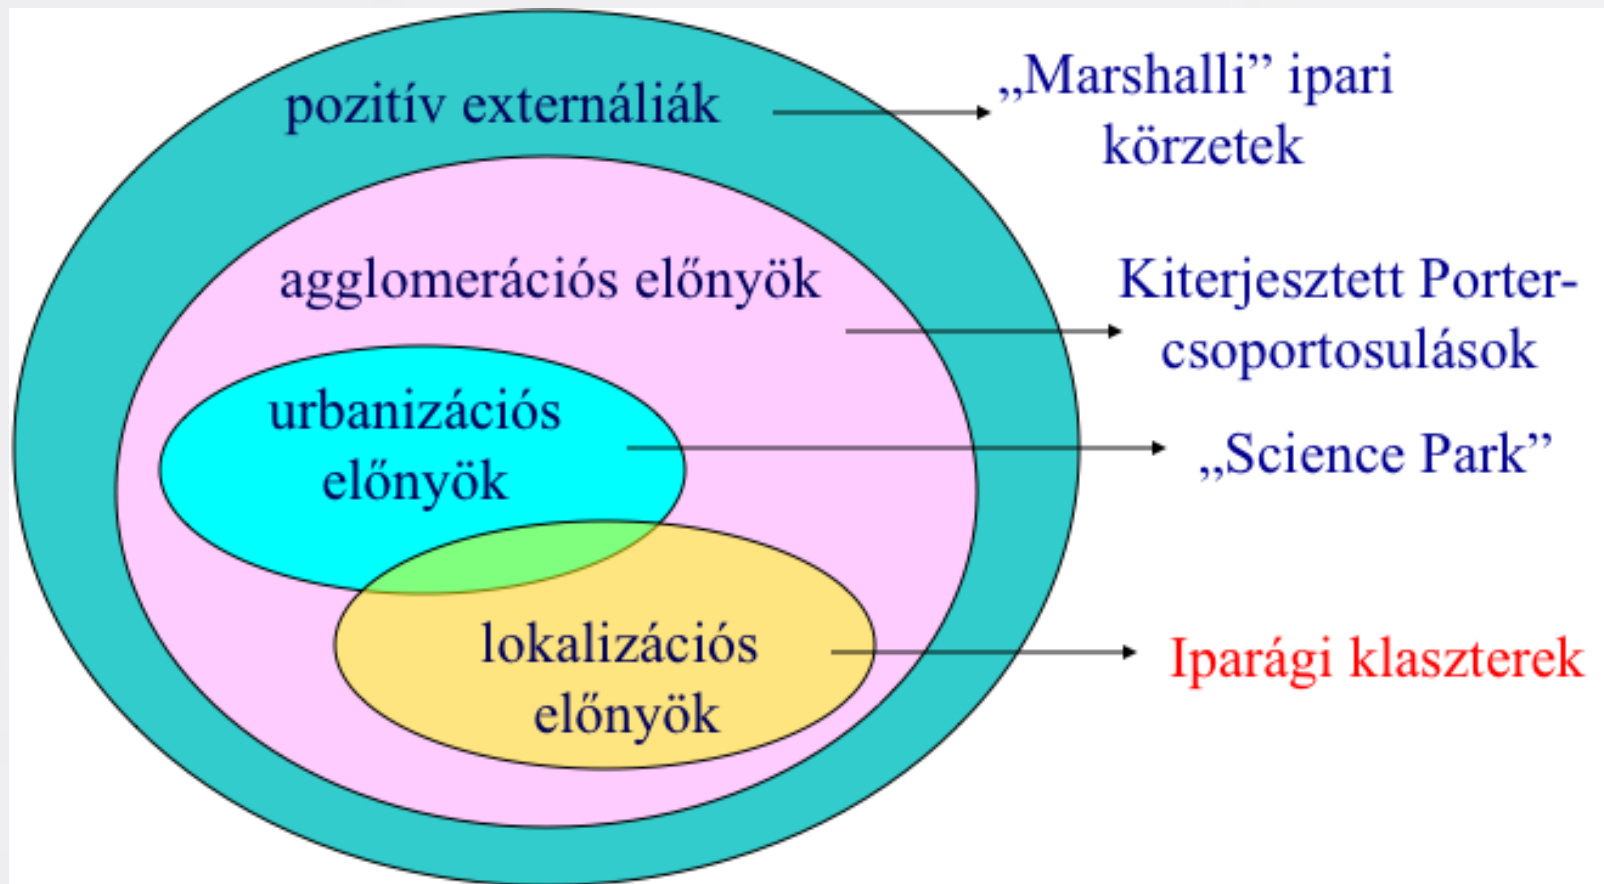 pozitív externáliák
„Marshalli” ipari
körzetek
agglomerációs előnyök
Kiterjesztett Porter-
csoportosulások
urbanizációs
előnyök
„Science Park”
lokalizációs
előnyök
Iparági klaszterek